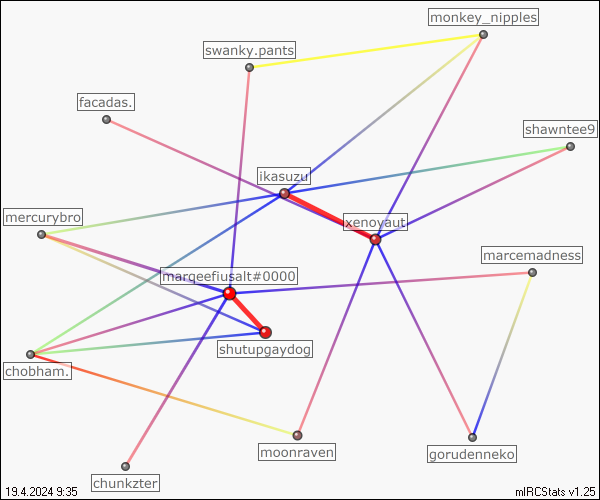 monkey_nipples
swanky.pants
facadas.
shawntee9
ikasuzu
mercurybro
xenoyaut
marcemadness
marqeefiusalt#0000
shutupgaydog
chobham.
moonraven
gorudenneko
chunkzter
19.4.2024 9:35
mIRCStats v1.25